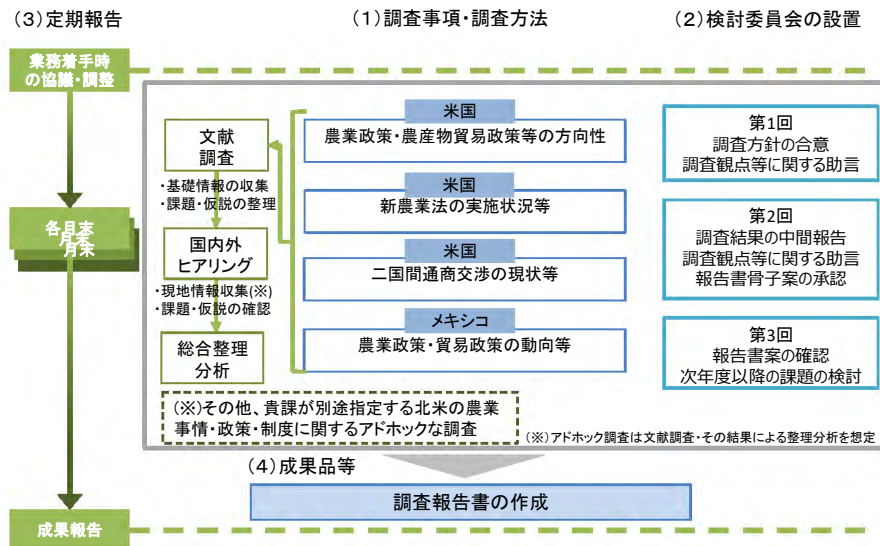 (3)定期報告
(1)調査事項・調査方法
(2)検討委員会の設置
業務着手時
の協議・調整
各月末
月末
月末
成果報告
文献
調査
・基礎情報の収集
・課題・仮説の整理
国内外
ヒアリング
・現地情報収集(※)
・課題・仮説の確認
総合整理
分析
米国
農業政策・農産物貿易政策等の方向性
米国
新農業法の実施状況等
米国
二国間通商交渉の現状等
メキシコ
農業政策・貿易政策の動向等
第1回
調査方針の合意
調査観点等に関する助言
第2回
調査結果の中間報告
調査観点等に関する助言
報告書骨子案の承認
第3回
報告書案の確認
次年度以降の課題の検討
(※)その他、貴課が別途指定する北米の農業
事情・政策・制度に関するアドホックな調査
(※)アドホック調査は文献調査・その結果による整理分析を想定
(4)成果品等
調査報告書の作成